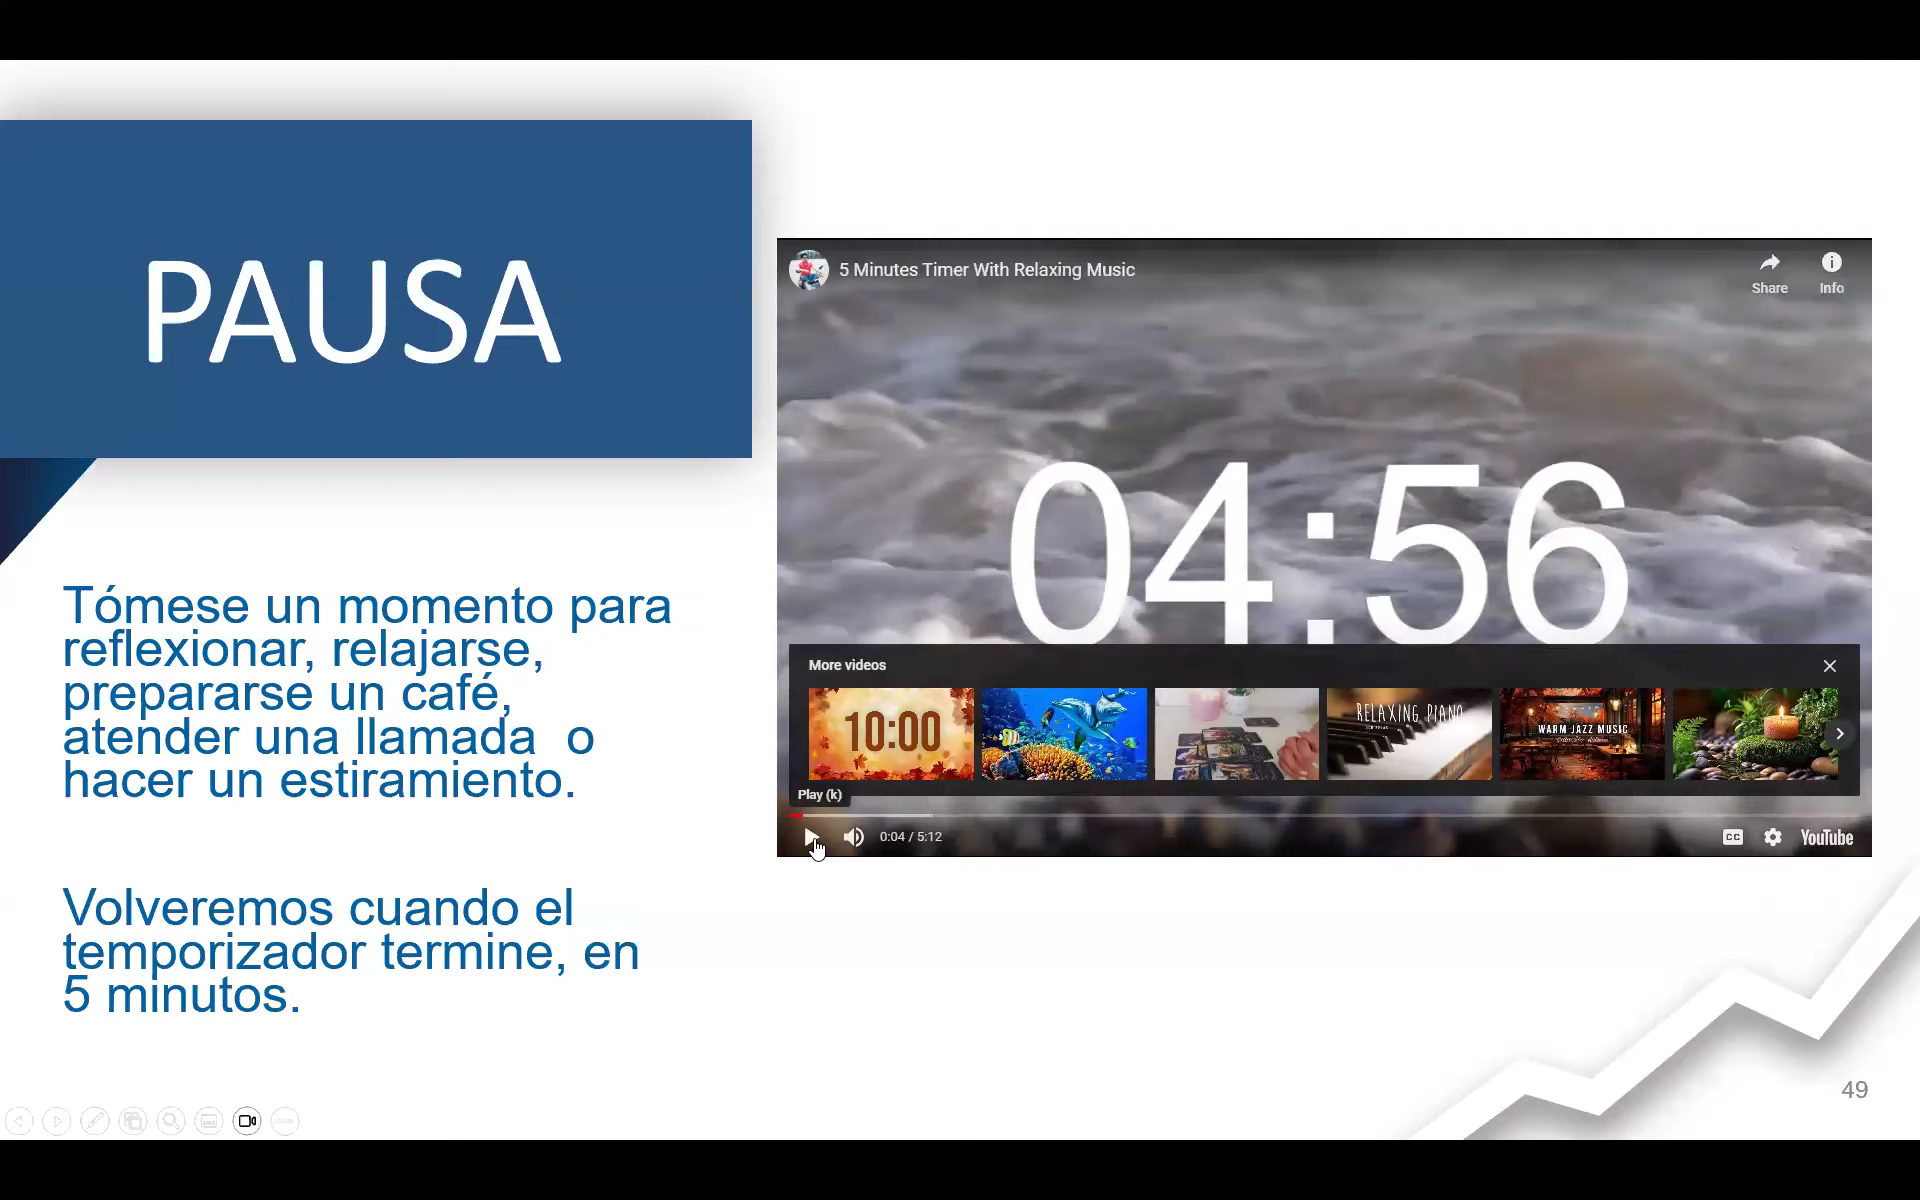 PAUSA
Tómese un momento para
reflexionar, relajarse,
prepararse un café,
atender una llamada  o
hacer un estiramiento.
Volveremos cuando el
temporizador termine, en
5 minutos.
5 Minutes Timer With Relaxing Music
Share
Info
04:56
More videos
10:00
RELAXING PIANO
WARM JAZZ MUSIC
Play (k)
0:04 / 5:12
CC
YouTube
49